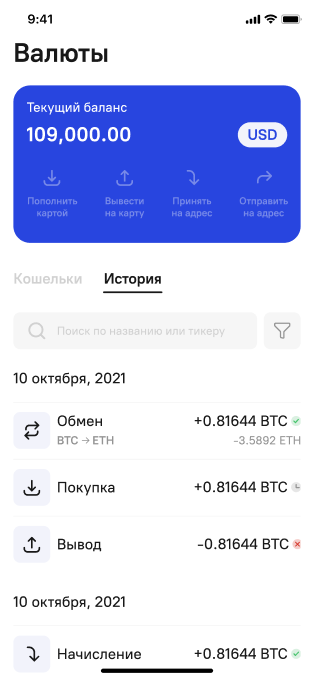 9:41
Валюты
Текущий баланс
109,000.00
USD
Пополнить картой
Вывести на карту
Принять на адрес
Отправить на адрес
Кошельки
История
Поиск по названию или тикеру
10 октября, 2021
Обмен
+0.81644 BTC
BTC → ETH
-3.5892 ETH
Покупка
+0.81644 BTC
Вывод
-0.81644 BTC
10 октября, 2021
Начисление
+0.81644 BTC